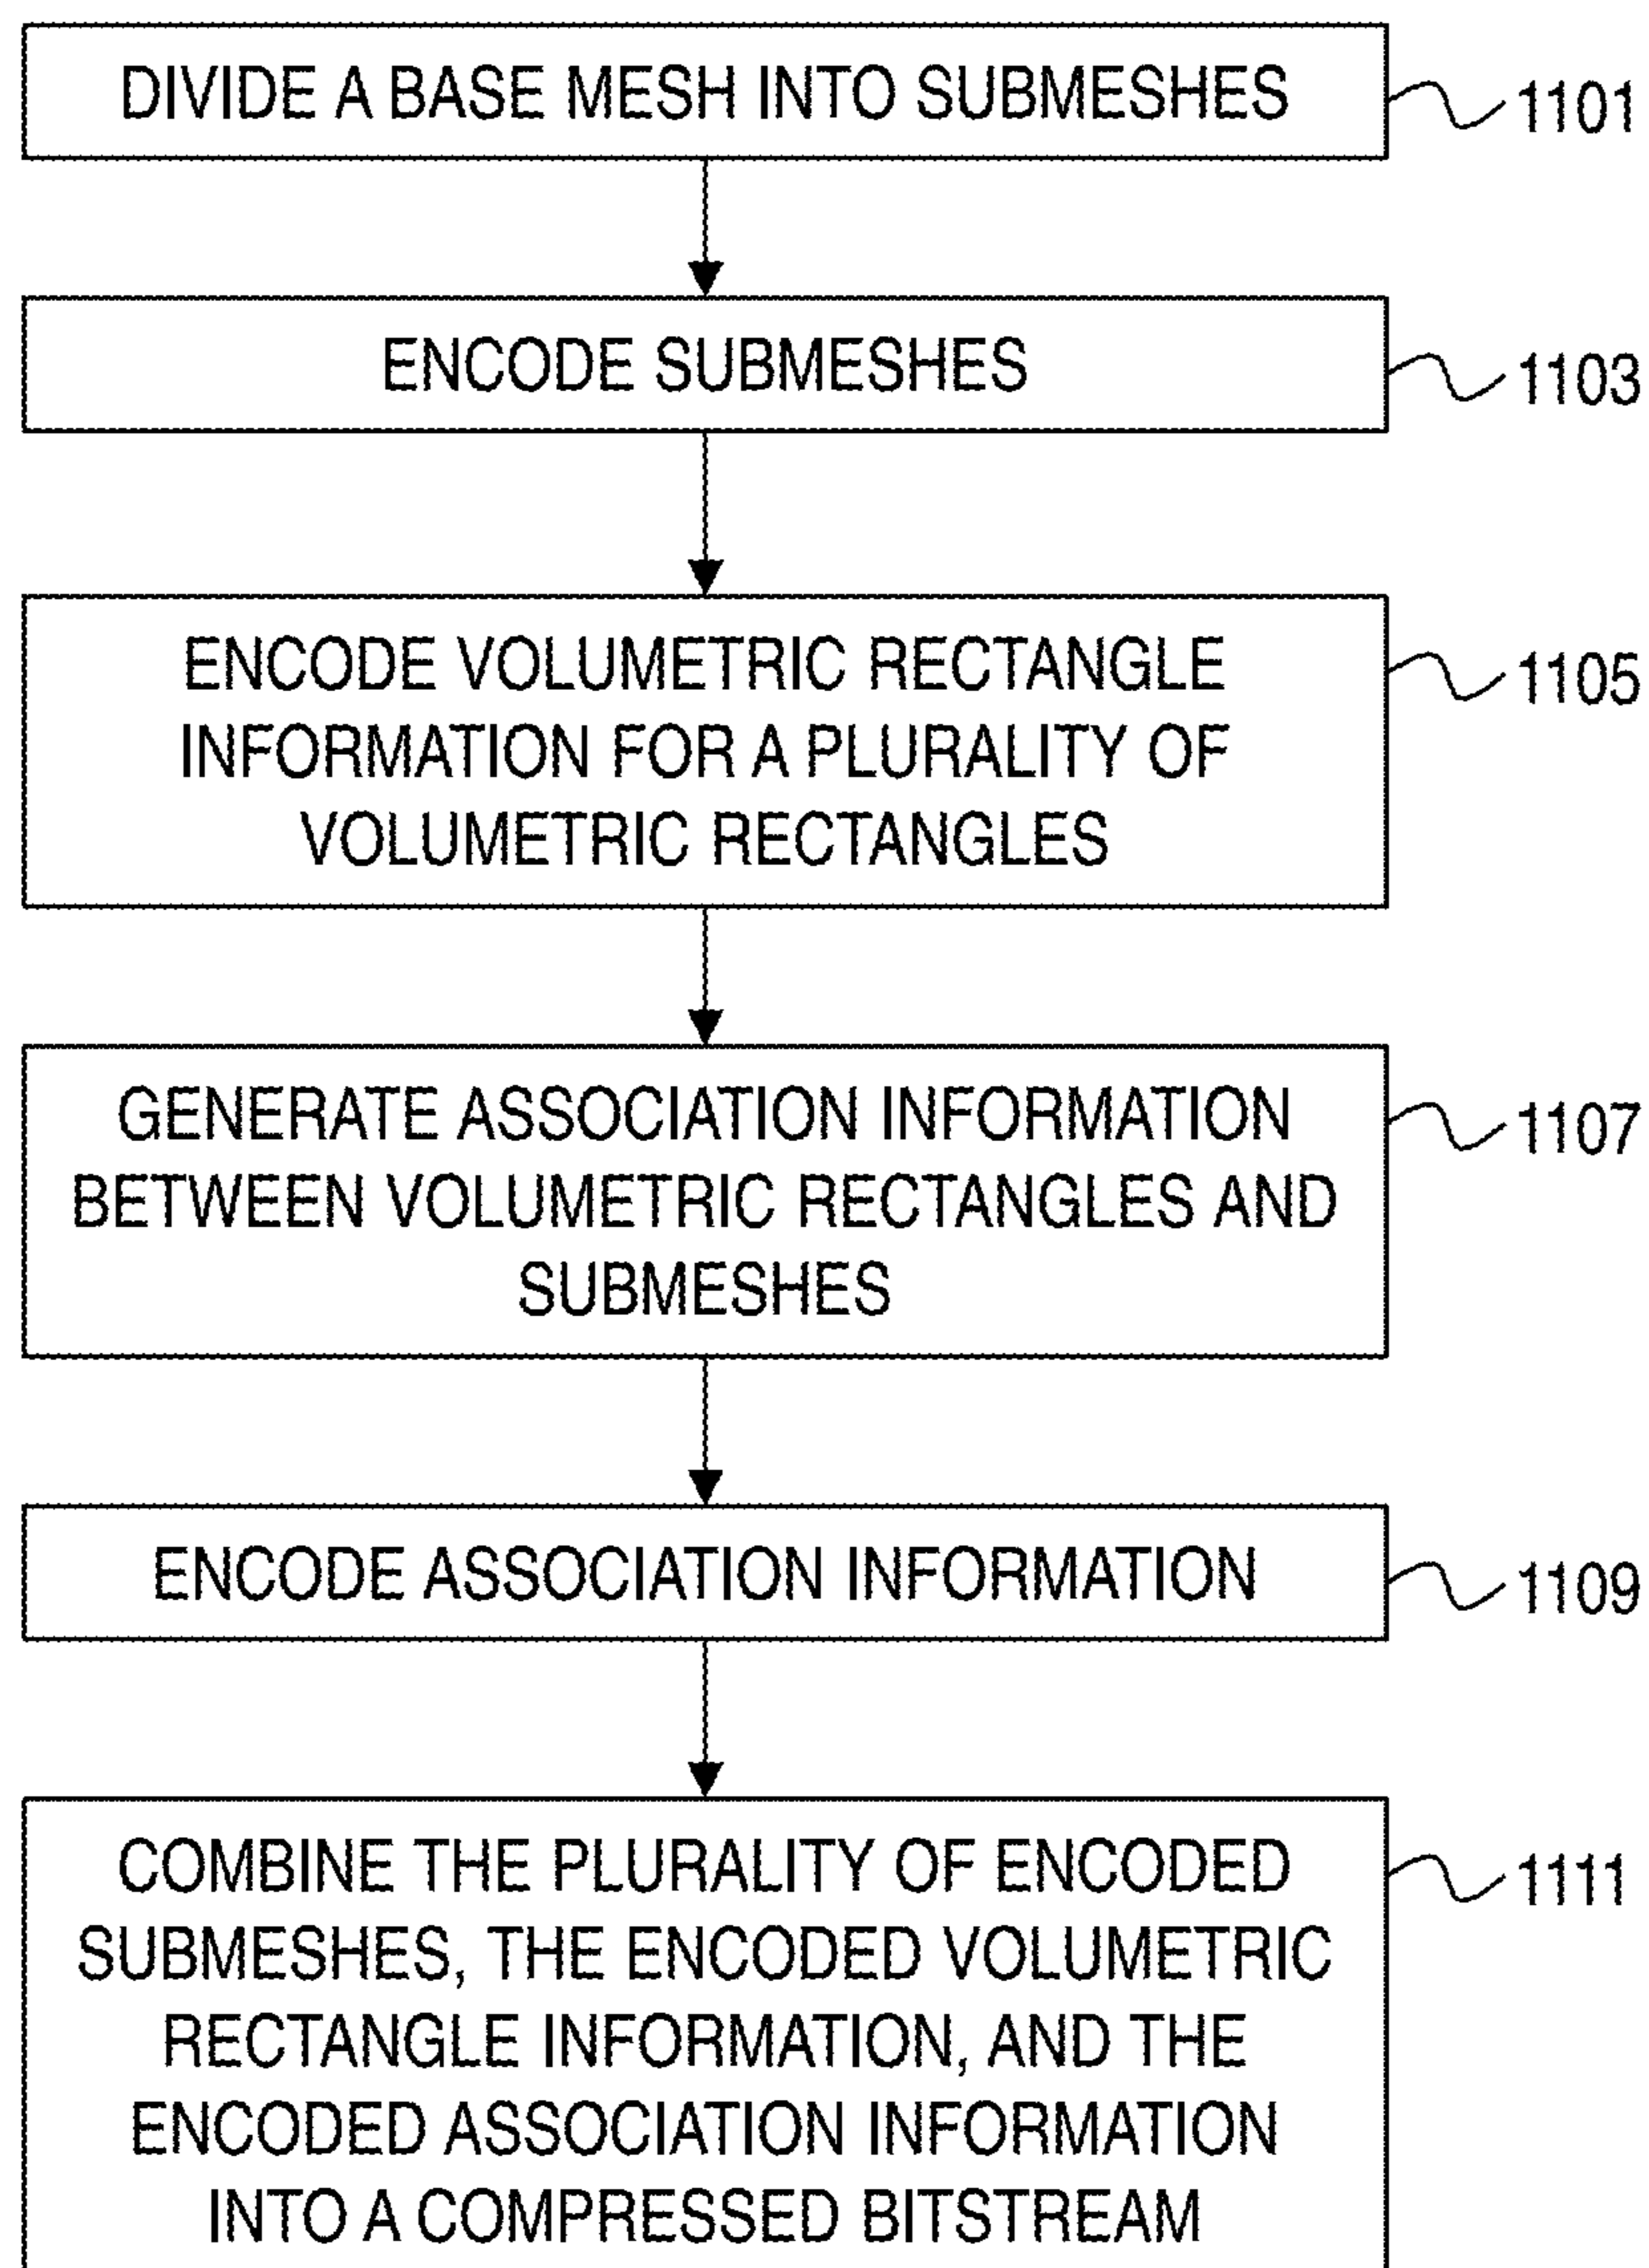 DIVIDE A BASE MESH INTO SUBMESHES
1101
ENCODE SUBMESHES
1103
ENCODE VOLUMETRIC RECTANGLE
INFORMATION FOR A PLURALITY OF
VOLUMETRIC RECTANGLES
1105
GENERATE ASSOCIATION INFORMATION
BETWEEN VOLUMETRIC RECTANGLES AND
SUBMESHES
1107
ENCODE ASSOCIATION INFORMATION
1109
COMBINE THE PLURALITY OF ENCODED
SUBMESHES, THE ENCODED VOLUMETRIC
RECTANGLE INFORMATION, AND THE
ENCODED ASSOCIATION INFORMATION
INTO A COMPRESSED BITSTREAM
1111